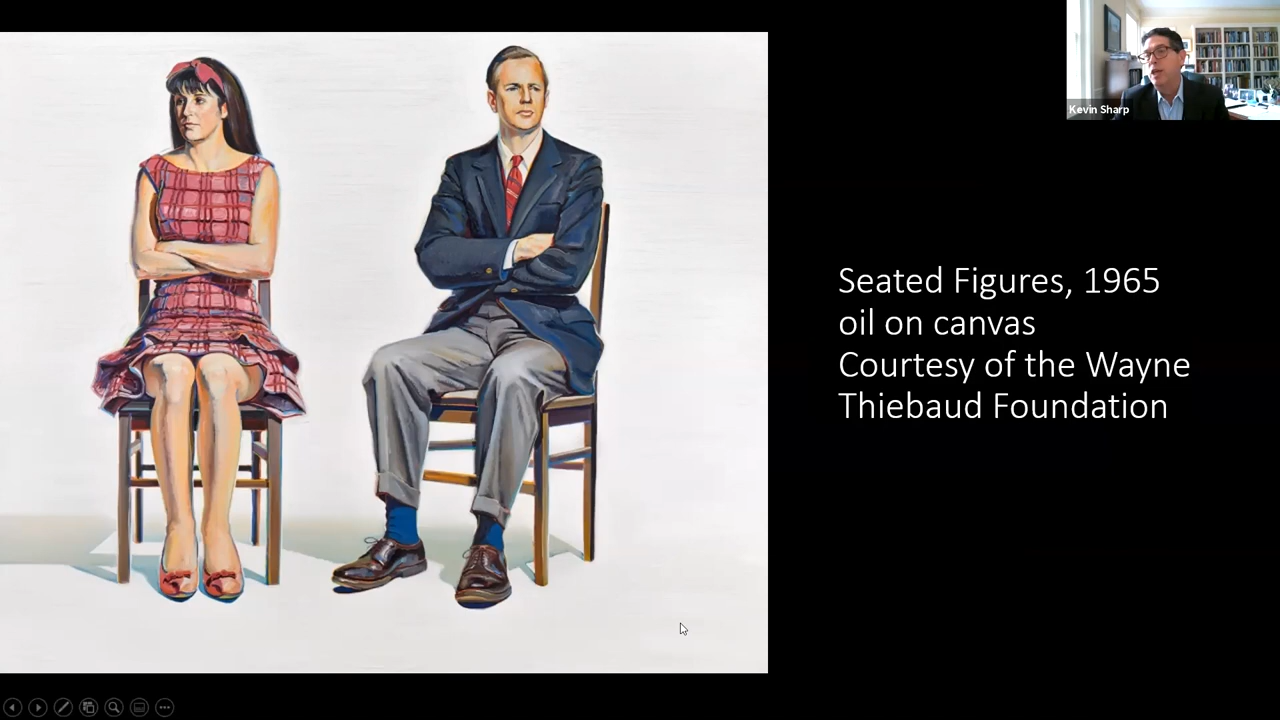 Kevin Sharp
Seated Figures, 1965
oil on canvas
Courtesy of the Wayne
Thiebaud Foundation